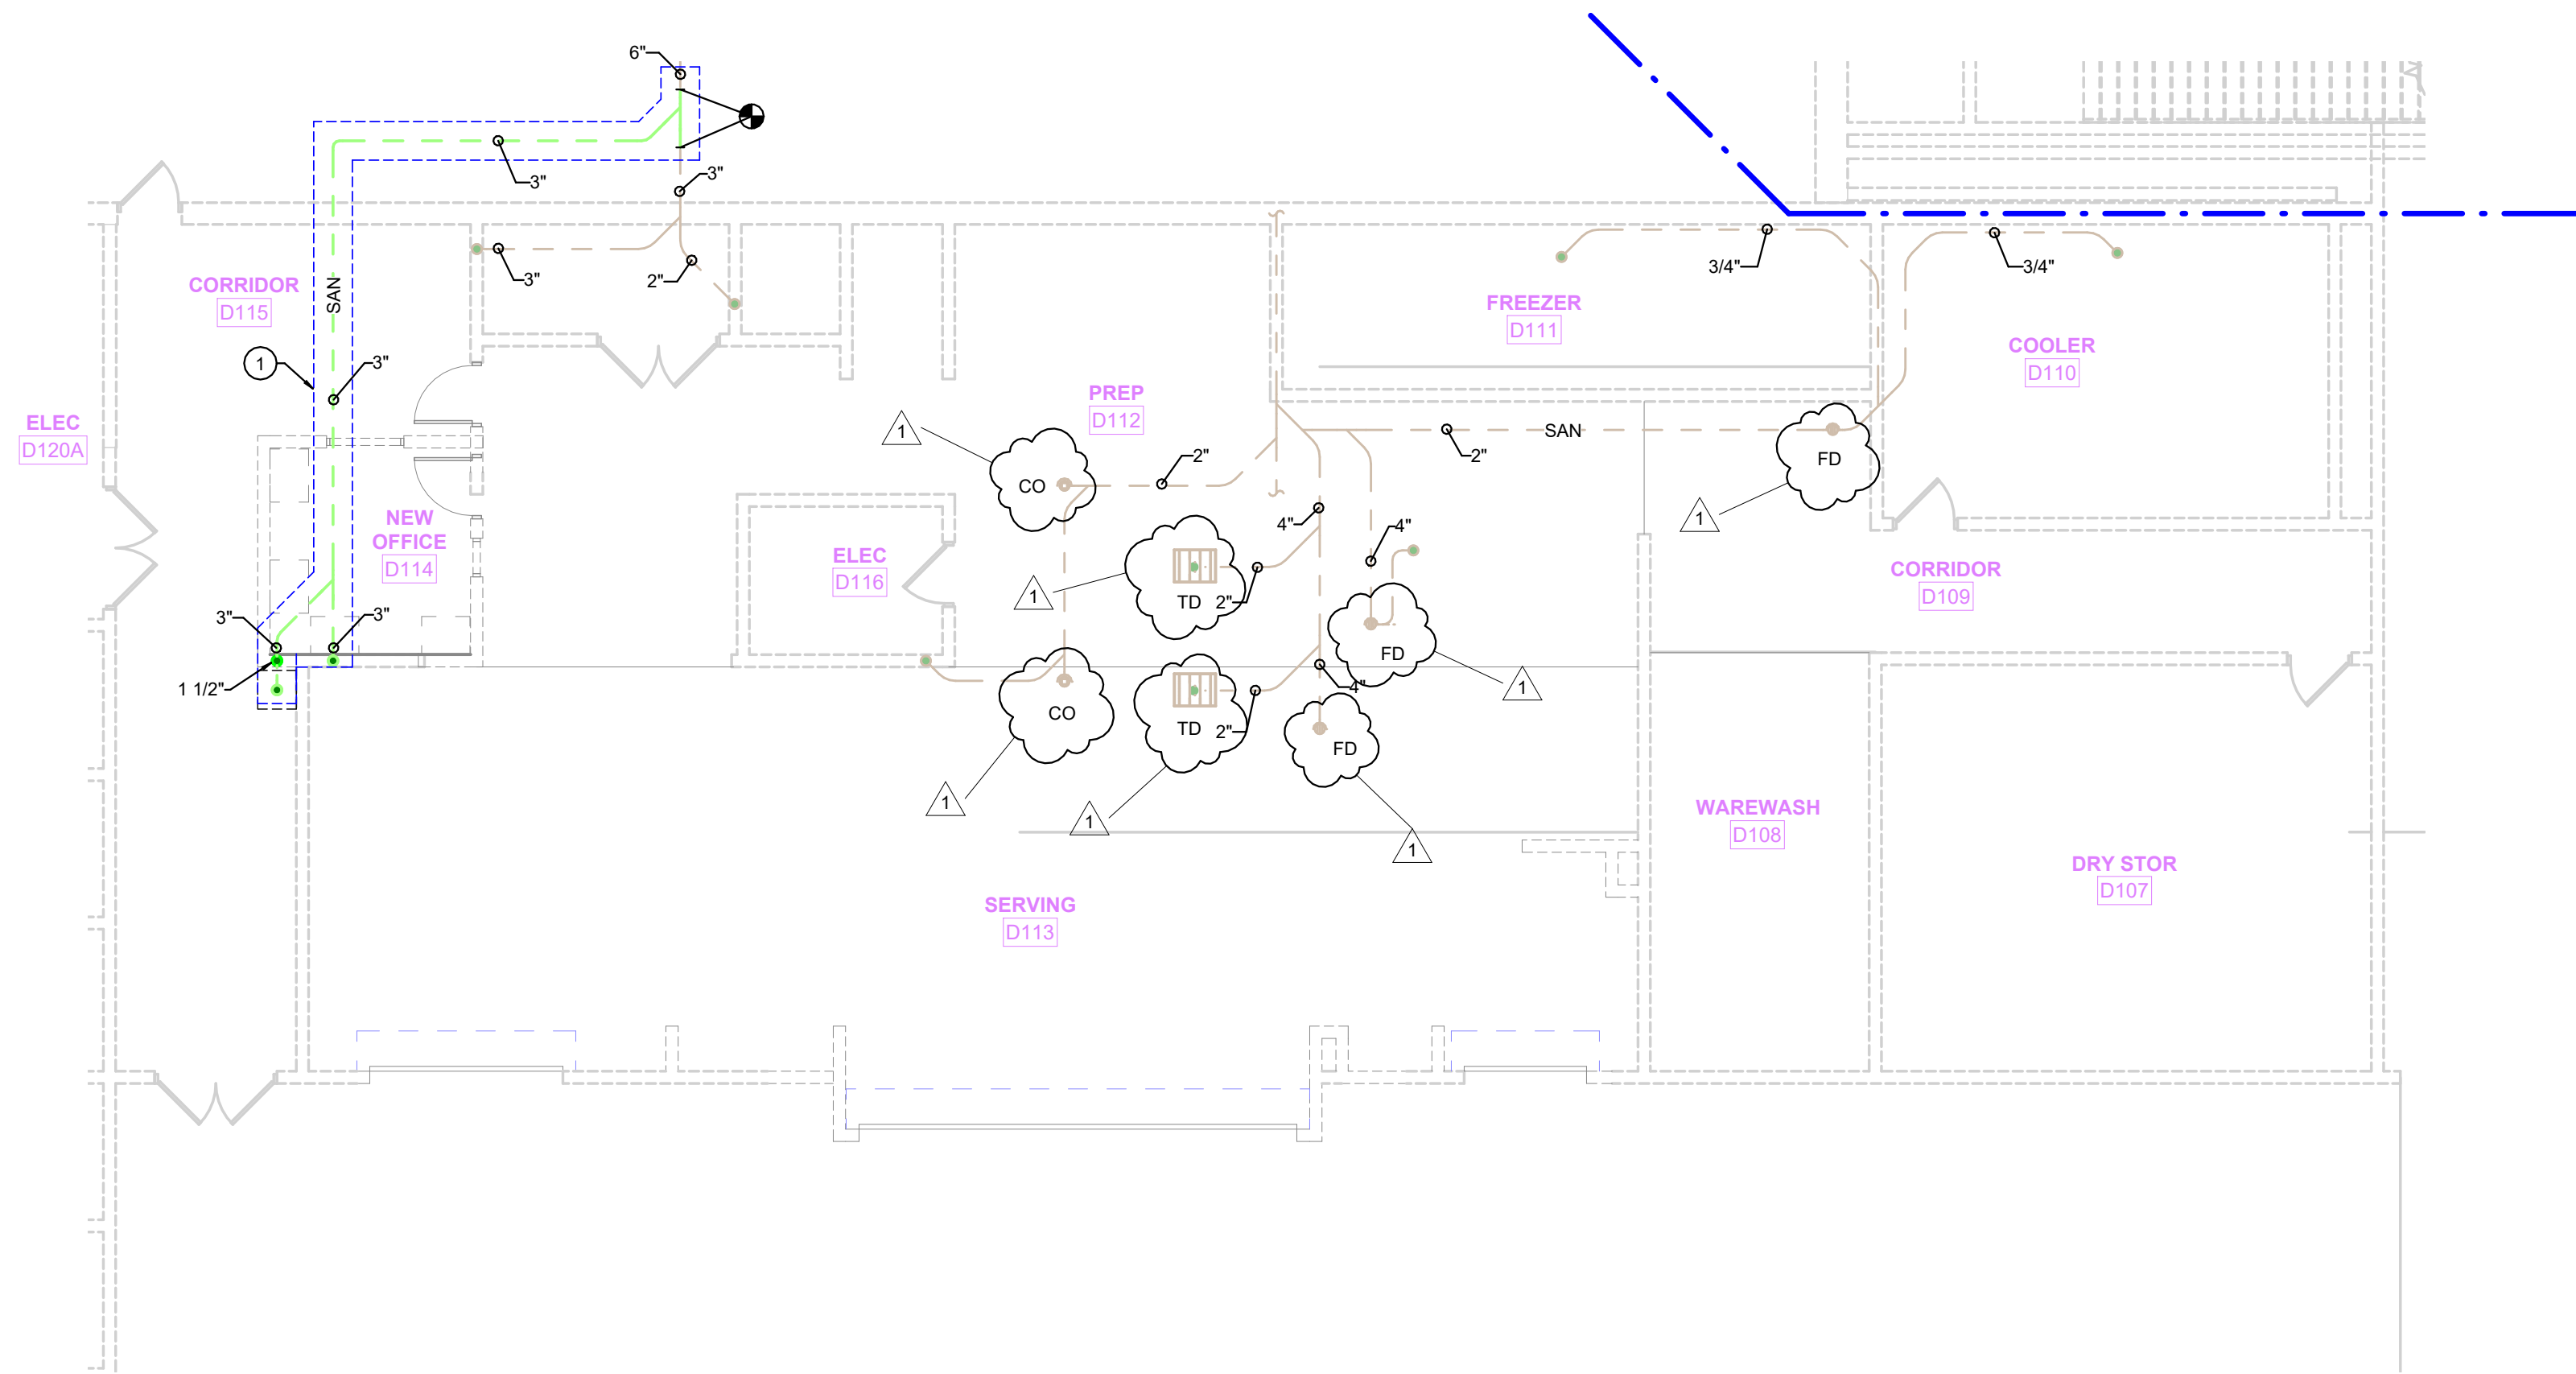 6"
3"
3"
3"
2"
3/4"
3/4"
CORRIDOR
D115
SAN
FREEZER
D111
COOLER
D110
1
3"
PREP
D112
ELEC
D120A
1
SAN
2"
2"
CO
FD
1
NEW
OFFICE
D114
ELEC
D116
4"
4"
CORRIDOR
D109
1
TD
2"
3"
3"
FD
1 1/2"
4"
1
CO
TD
2"
FD
1
1
1
WAREWASH
D108
DRY STOR
D107
SERVING
D113